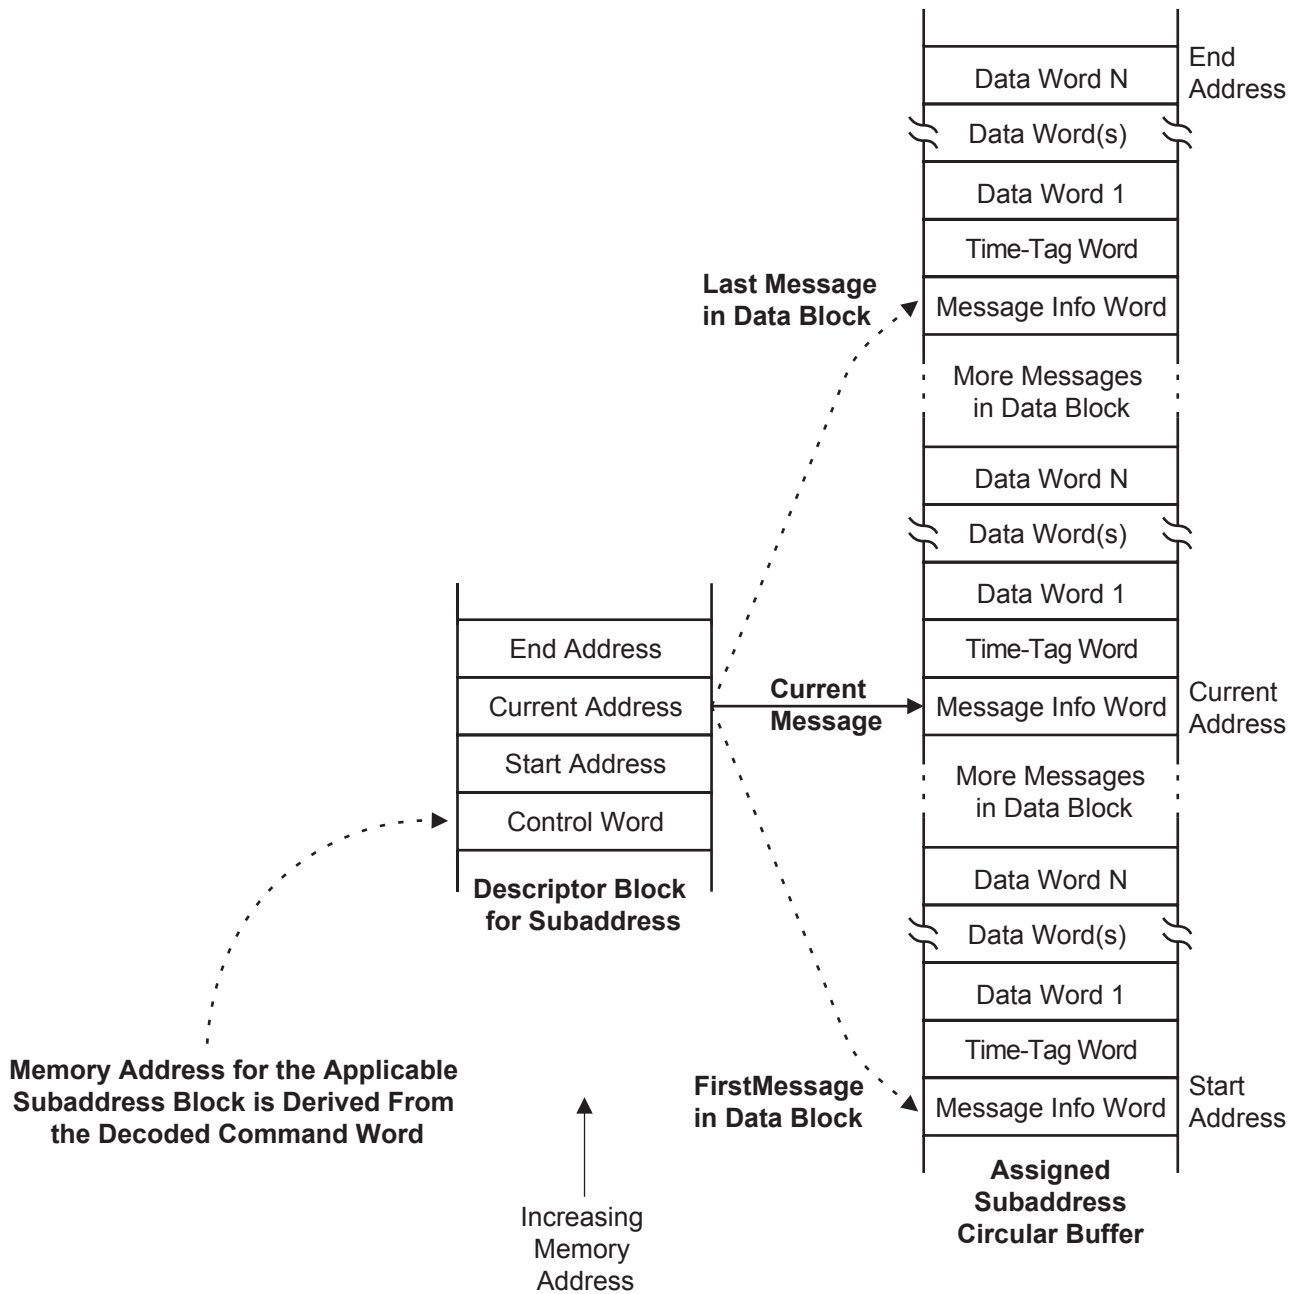 End
Address
Data Word N
Data Word(s)
Data Word 1
Time-Tag Word
Last Message
in Data Block
Message Info Word
More Messages
in Data Block
Data Word N
Data Word(s)
Data Word 1
Time-Tag Word
End Address
Current Address
Start Address
Control Word
Descriptor Block
for Subaddress
Current
Message
Message Info Word
Current
Address
More Messages
in Data Block
Data Word N
Data Word(s)
Data Word 1
Time-Tag Word
Memory Address for the Applicable
Subaddress Block is Derived From
the Decoded Command Word
FirstMessage
in Data Block
Message Info Word
Start
Address
Assigned
Subaddress
Circular Buffer
Increasing
Memory
Address